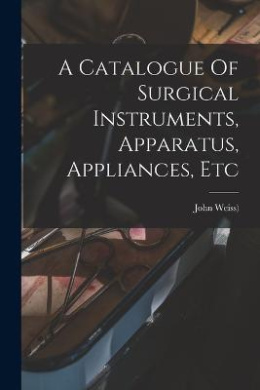 A Catalogue Of
Surgical
Instruments,
Apparatus,
Appliances, Etc
John Weiss)